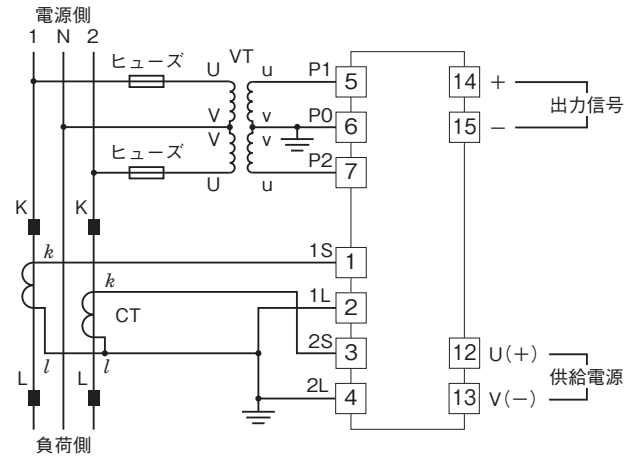 電源側
1 N 2
ヒューズ
U
VT
u
P1
5
14
+
出力信号
V
v
P0
6
15
−
ヒューズ
V
v
U
u
P2
7
K
K
k
1S
1
k
1L
2
CT
2S
3
12
U(+)
供給電源
l
l
L
L
2L
4
13
V(−)
負荷側